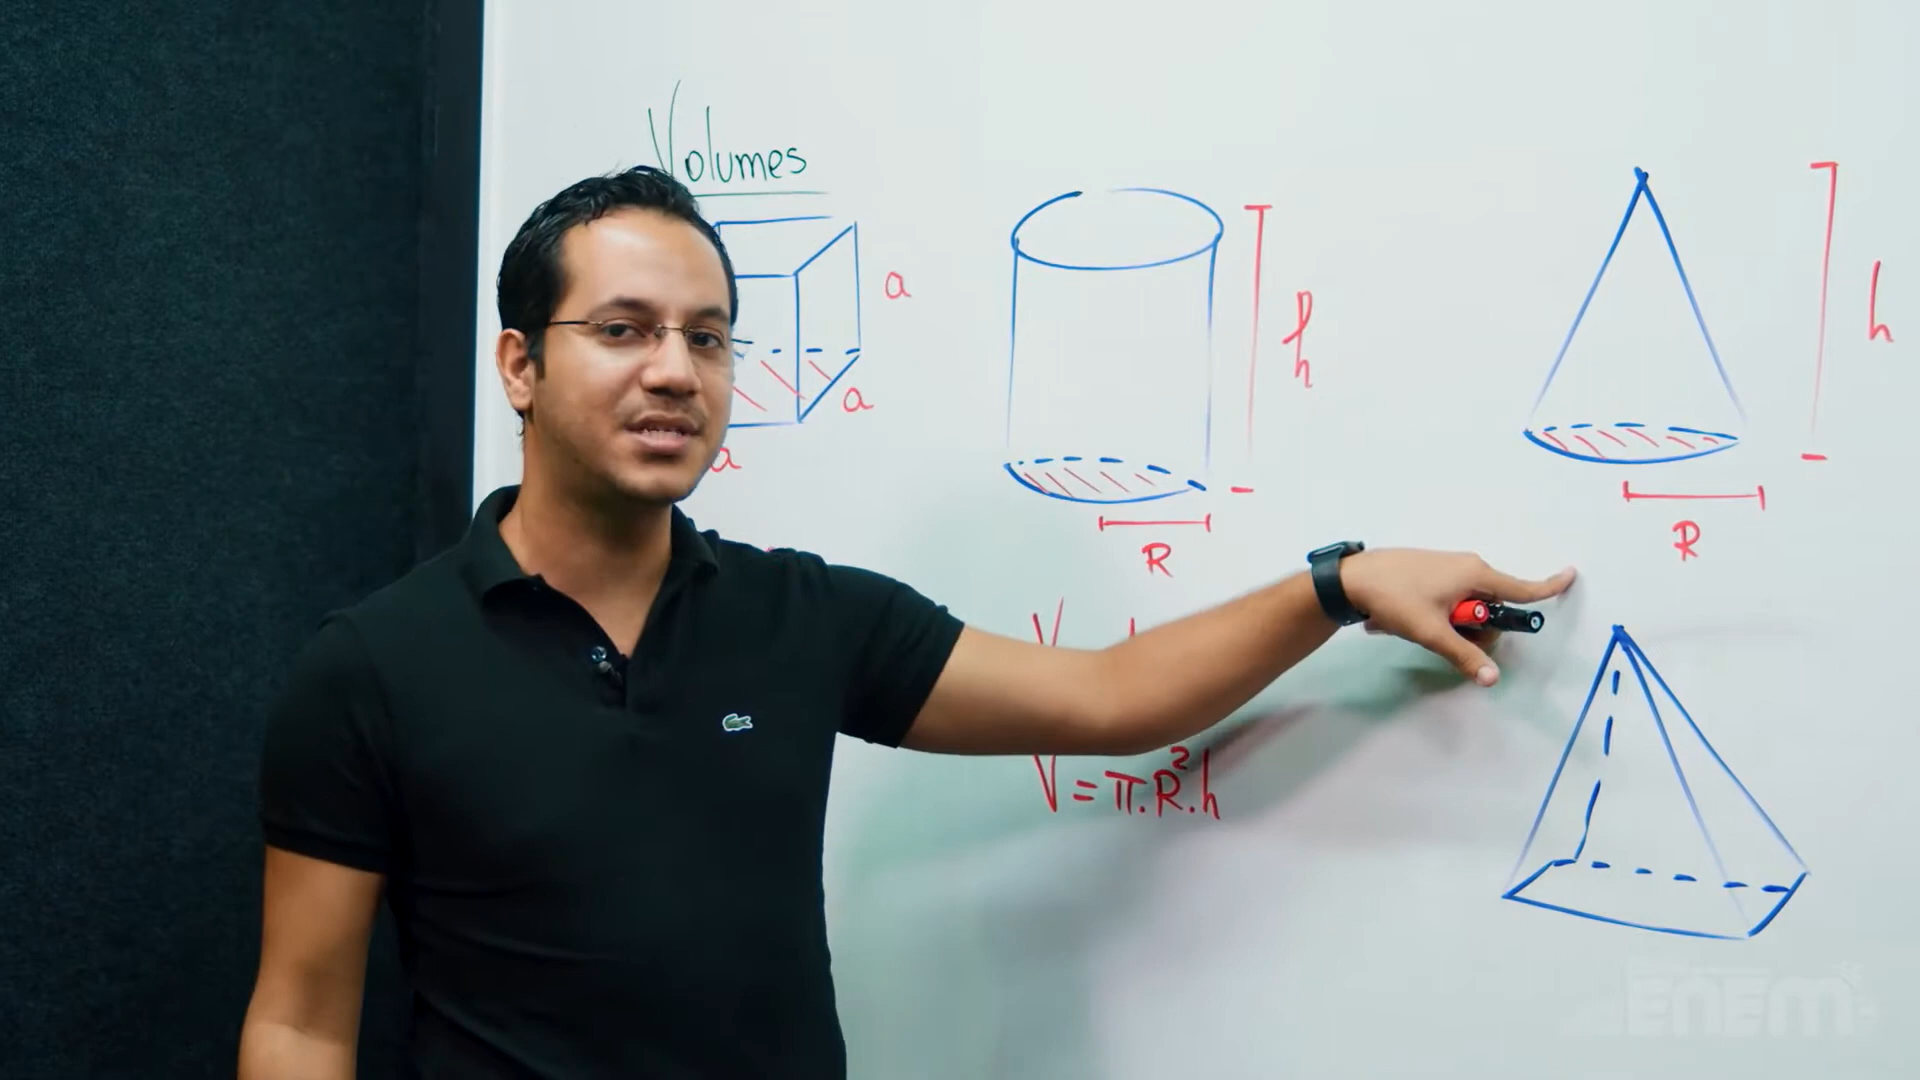 Volumes
a
a
a
h
R
V
V = π.R².h
h
R
ENEM